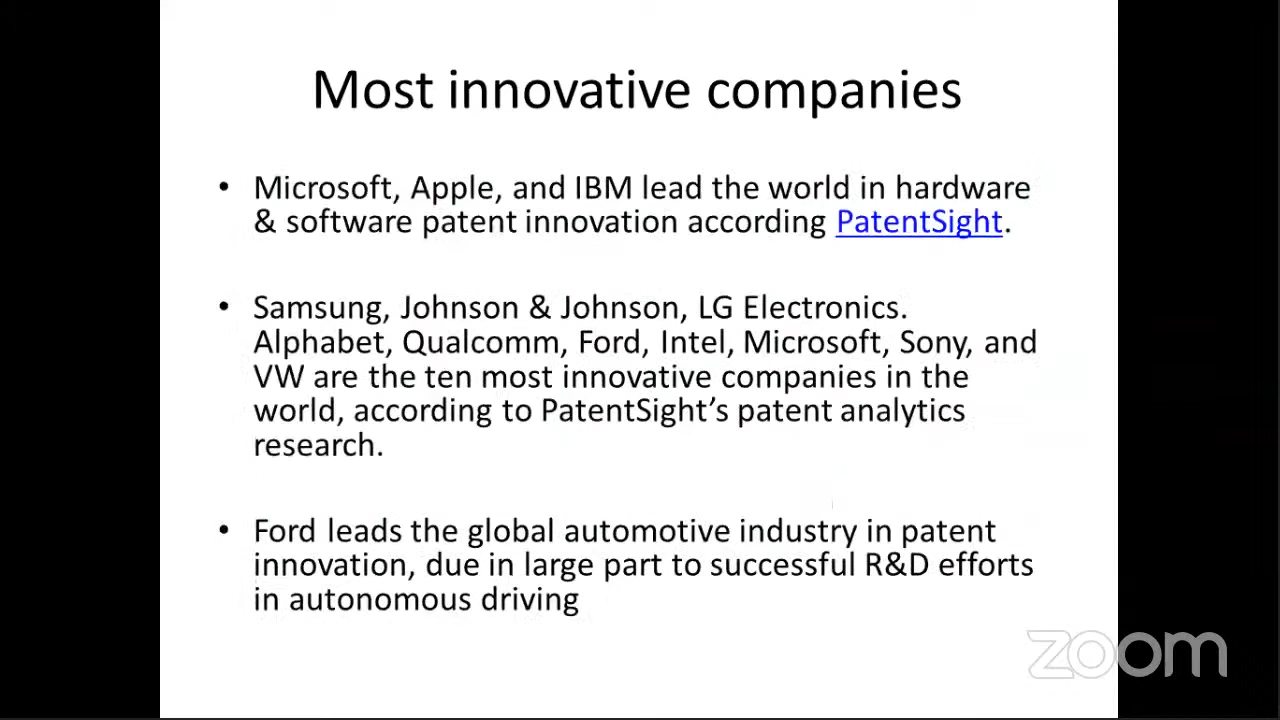 Most innovative companies
• Microsoft, Apple, and IBM lead the world in hardware
& software patent innovation according PatentSight.
• Samsung, Johnson & Johnson, LG Electronics.
Alphabet, Qualcomm, Ford, Intel, Microsoft, Sony, and
VW are the ten most innovative companies in the
world, according to PatentSight’s patent analytics
research.
• Ford leads the global automotive industry in patent
innovation, due in large part to successful R&D efforts
in autonomous driving
zoom